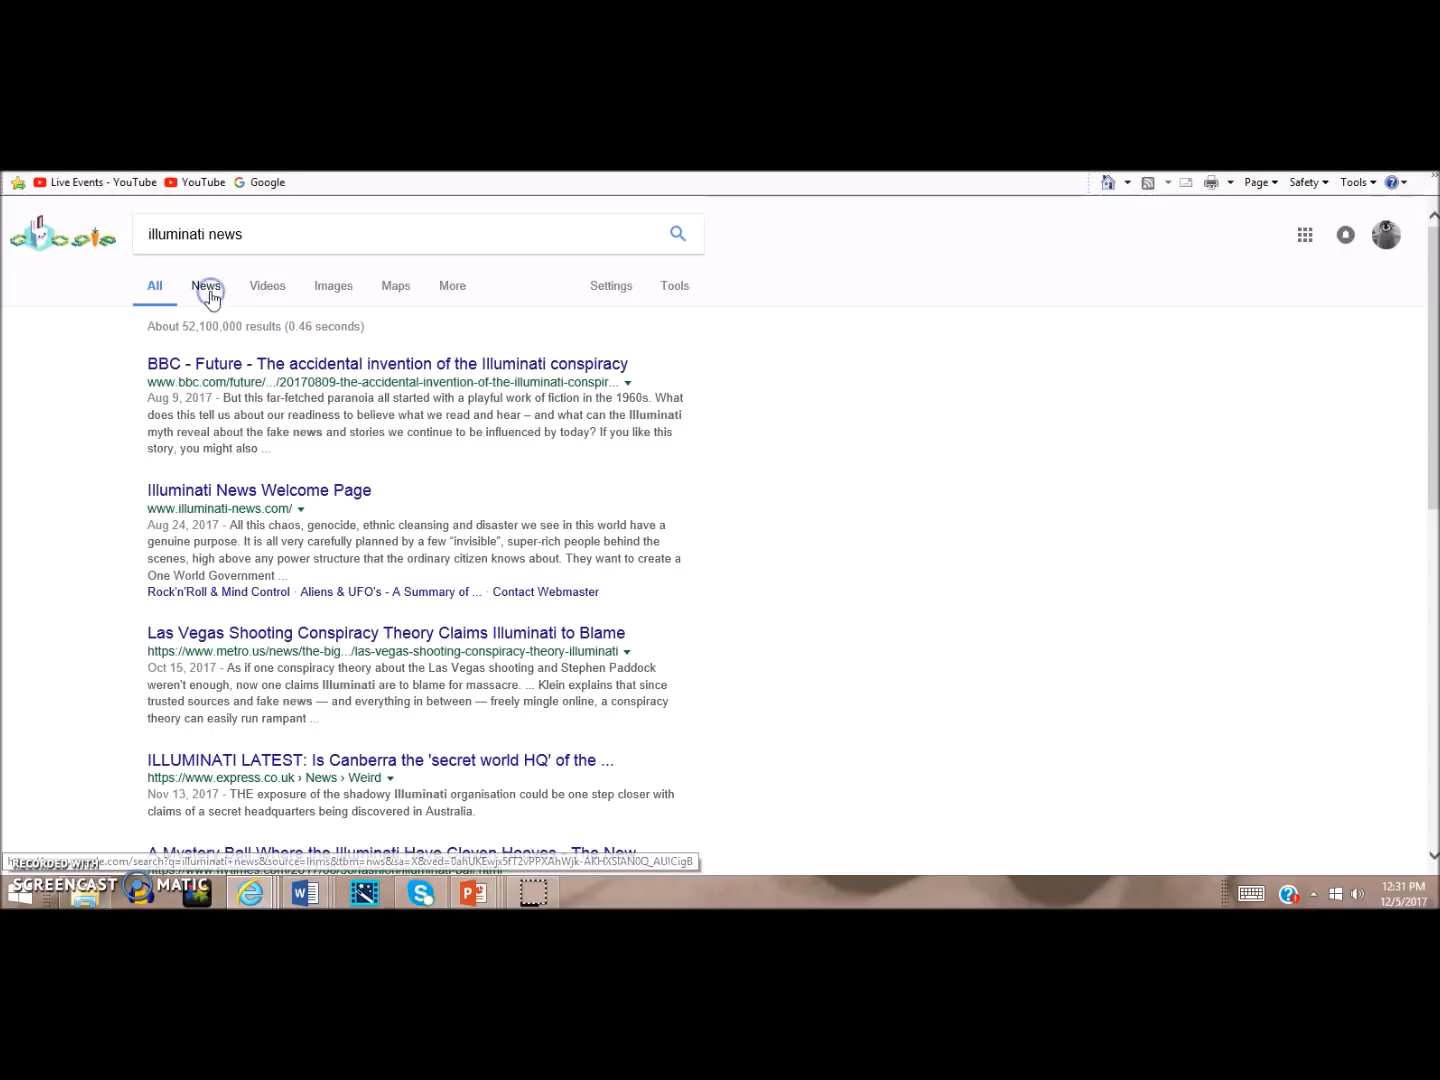 Live Events - YouTube YouTube Google Page Safety Tools
illuminati news
All News Videos Images Maps More Settings Tools
About 52,100,000 results (0.46 seconds)
BBC - Future - The accidental invention of the Illuminati conspiracy
www.bbc.com/future/.../20170809-the-accidental-invention-of-the-illuminati-conspir...
Aug 9, 2017 - But this far-fetched paranoia all started with a playful work of fiction in the 1960s. What
does this tell us about our readiness to believe what we read and hear – and what can the Illuminati
myth reveal about the fake news and stories we continue to be influenced by today? If you like this
story, you might also ...
Illuminati News Welcome Page
www.illuminati-news.com/
Aug 24, 2017 - All this chaos, genocide, ethnic cleansing and disaster we see in this world have a
genuine purpose. It is all very carefully planned by a few “invisible”, super-rich people behind the
scenes, high above any power structure that the ordinary citizen knows about. They want to create a
One World Government ...
Rock'n'Roll & Mind Control · Aliens & UFO's - A Summary of ... · Contact Webmaster
Las Vegas Shooting Conspiracy Theory Claims Illuminati to Blame
https://www.metro.us/news/the-big.../las-vegas-shooting-conspiracy-theory-illuminati
Oct 15, 2017 - As if one conspiracy theory about the Las Vegas shooting and Stephen Paddock
weren't enough, now one claims Illuminati are to blame for massacre. ... Klein explains that since
trusted sources and fake news — and everything in between — freely mingle online, a conspiracy
theory can easily run rampant ...
ILLUMINATI LATEST: Is Canberra the 'secret world HQ' of the ...
https://www.express.co.uk › News › Weird
Nov 13, 2017 - THE exposure of the shadowy Illuminati organisation could be one step closer with
claims of a secret headquarters being discovered in Australia.
A Mystery Ball Where the Illuminati Have Cloven Hooves - The New
RECORDED WITH
SCREENCAST MATIC
12:31 PM
12/5/2017